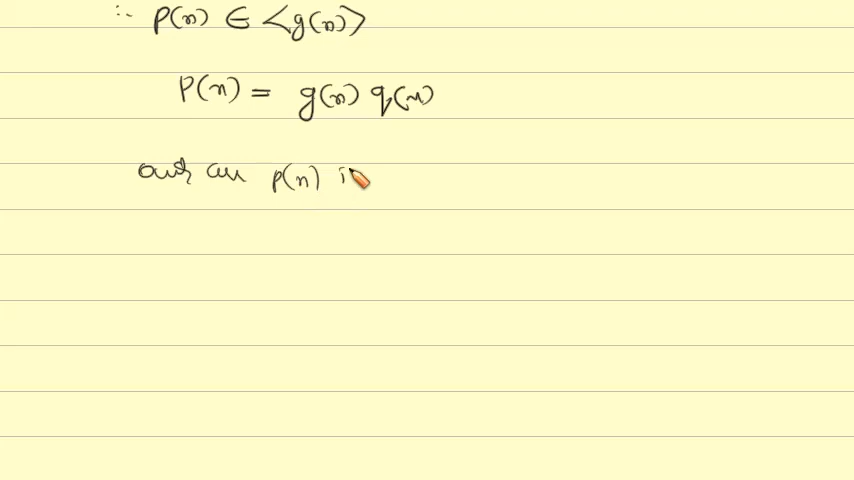 ∴ p(x) ∈ <g(x)>
p(x) = g(x) q(x)
p(x) i